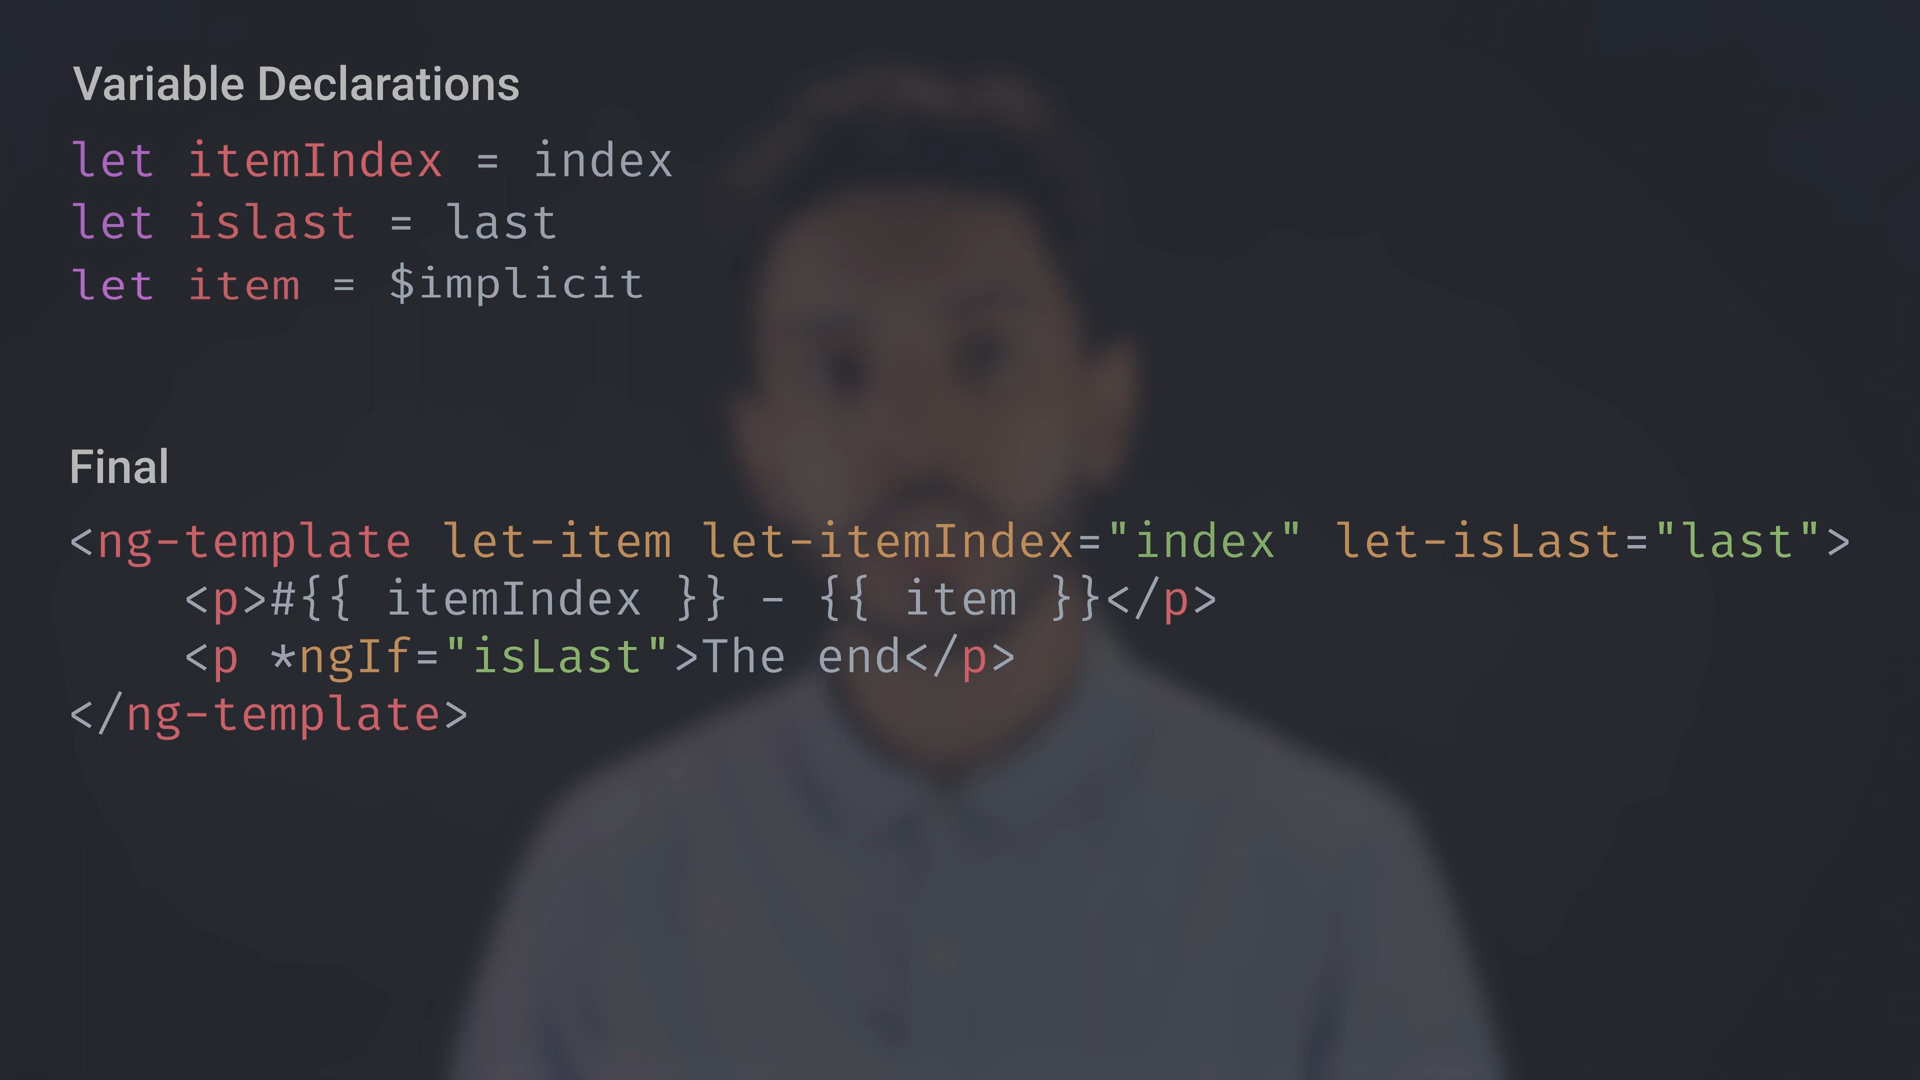 Variable Declarations
let itemIndex = index
let islast = last
let item = $implicit
Final
<ng-template let-item let-itemIndex="index" let-isLast="last">
    <p>#{{ itemIndex }} - {{ item }}</p>
    <p *ngIf="isLast">The end</p>
</ng-template>